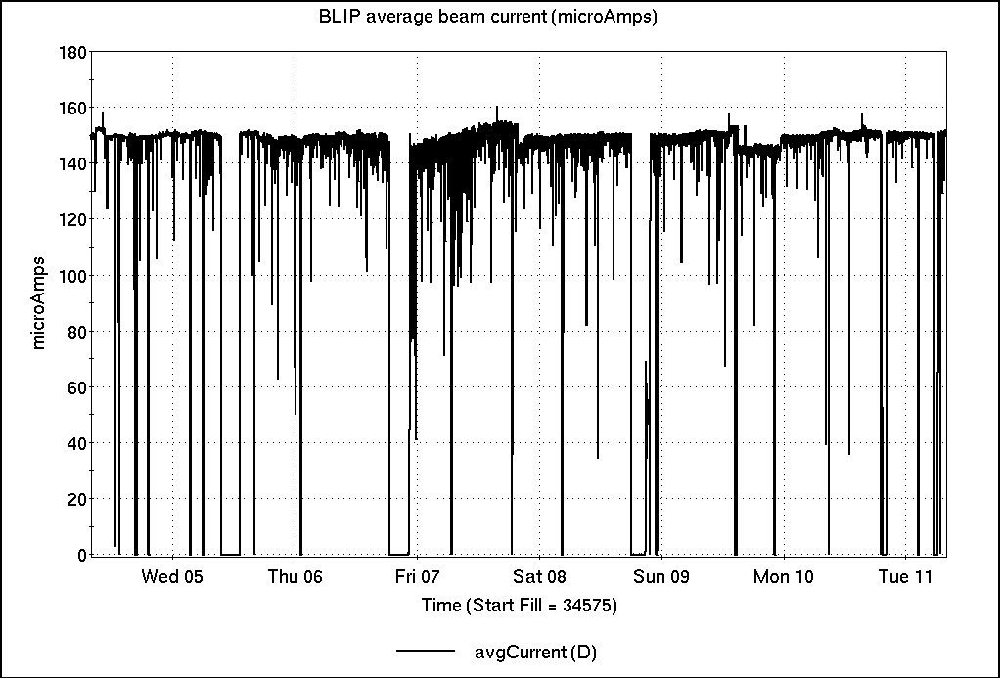 BLIP average beam current (microAmps)
180
160
140
120
100
80
60
40
20
0
microAmps
Wed 05 Thu 06 Fri 07 Sat 08 Sun 09 Mon 10 Tue 11
Time (Start Fill = 34575)
avgCurrent (D)